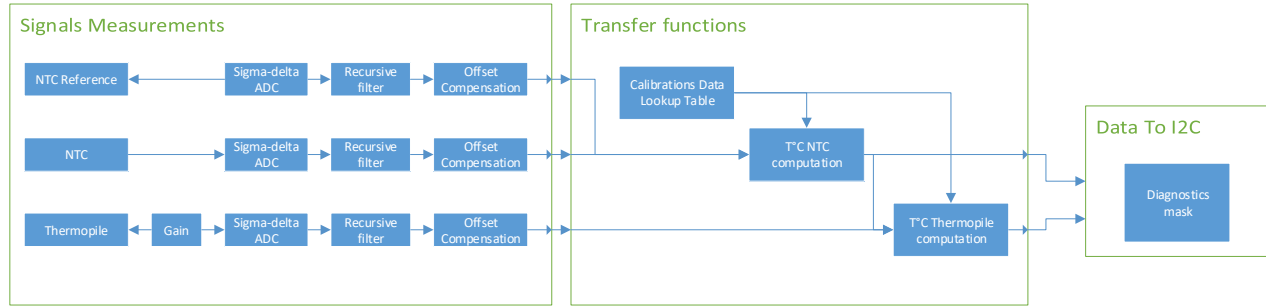 Signals Measurements
NTC Reference
Sigma-delta
ADC
Recursive
filter
Offset
Compensation
NTC
Sigma-delta
ADC
Recursive
filter
Offset
Compensation
Thermopile
Gain
Sigma-delta
ADC
Recursive
filter
Offset
Compensation
Transfer functions
Calibrations Data
Lookup Table
T°C NTC
computation
T°C Thermopile
computation
Data To I2C
Diagnostics
mask